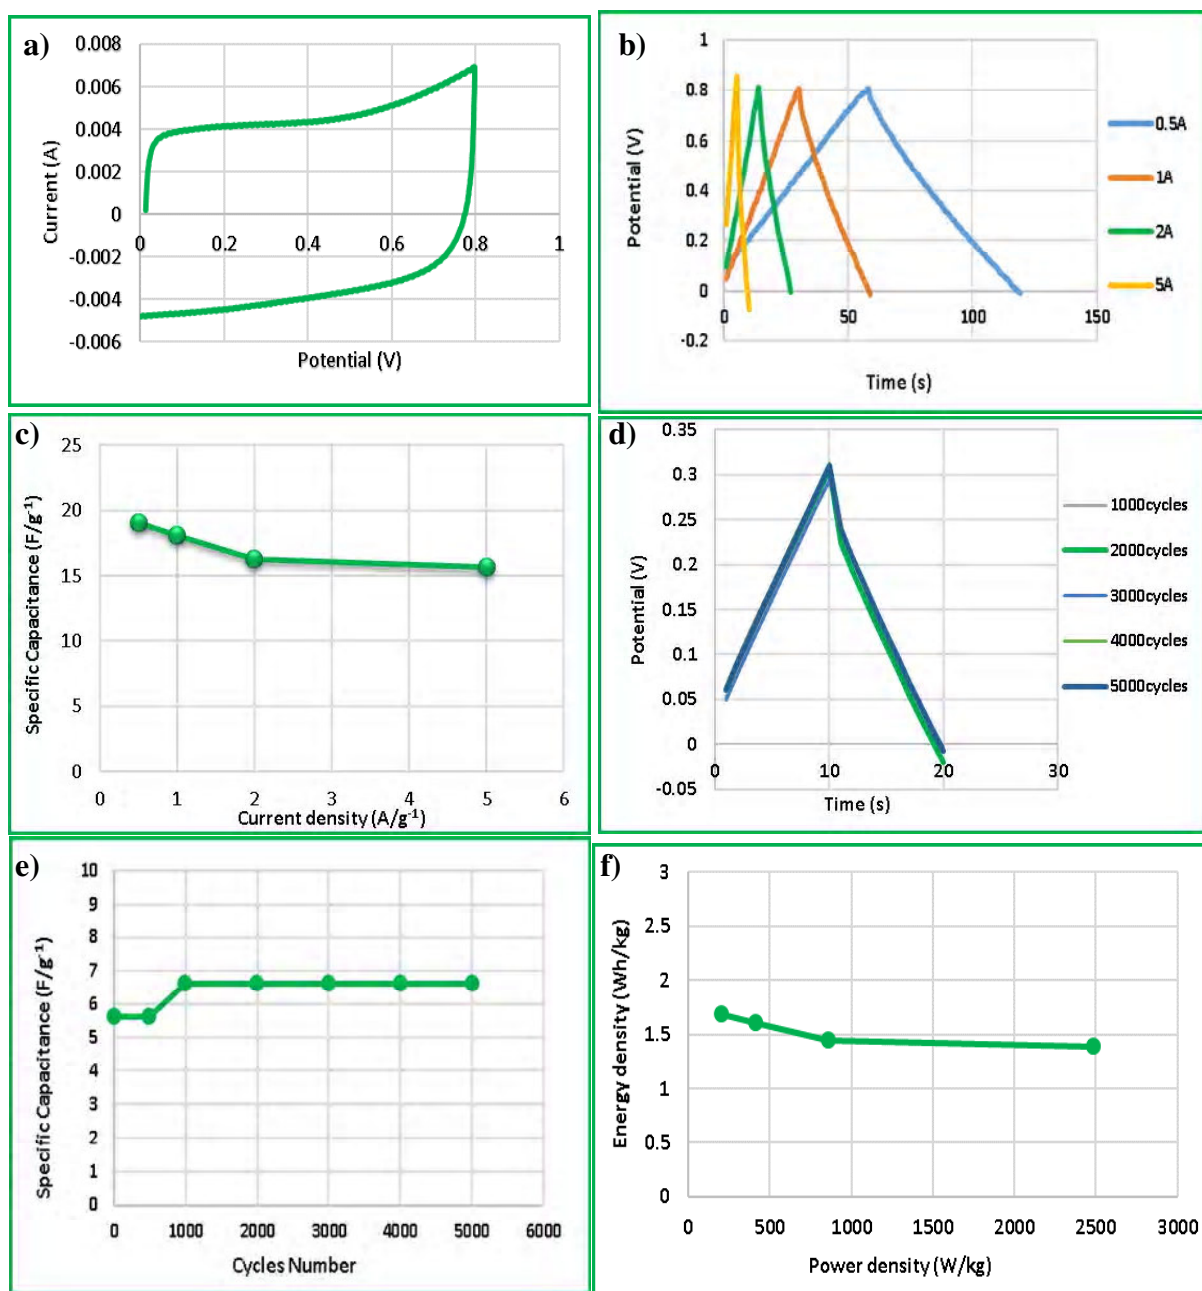 a)
0.008
0.006
0.004
0.002
0
-0.002
-0.004
-0.006
0 0.2 0.4 0.6 0.8 1
Current (A)
Potential (V)
b)
1
0.8
0.6
0.4
0.2
0
-0.2
0 50 100 150
Potential (V)
Time (s)
0.5A
1A
2A
5A
c)
25
20
15
10
5
0
0 1 2 3 4 5 6
Specific Capacitance (F/g⁻¹)
Current density (A/g⁻¹)
d)
0.35
0.3
0.25
0.2
0.15
0.1
0.05
0
-0.05
0 10 20 30
Potential (V)
Time (s)
1000cycles
2000cycles
3000cycles
4000cycles
5000cycles
e)
10
9
8
7
6
5
4
3
2
1
0
0 1000 2000 3000 4000 5000 6000
Specific Capacitance (F/g⁻¹)
Cycles Number
f)
3
2.5
2
1.5
1
0.5
0
0 500 1000 1500 2000 2500 3000
Energy density (Wh/kg)
Power density (W/kg)